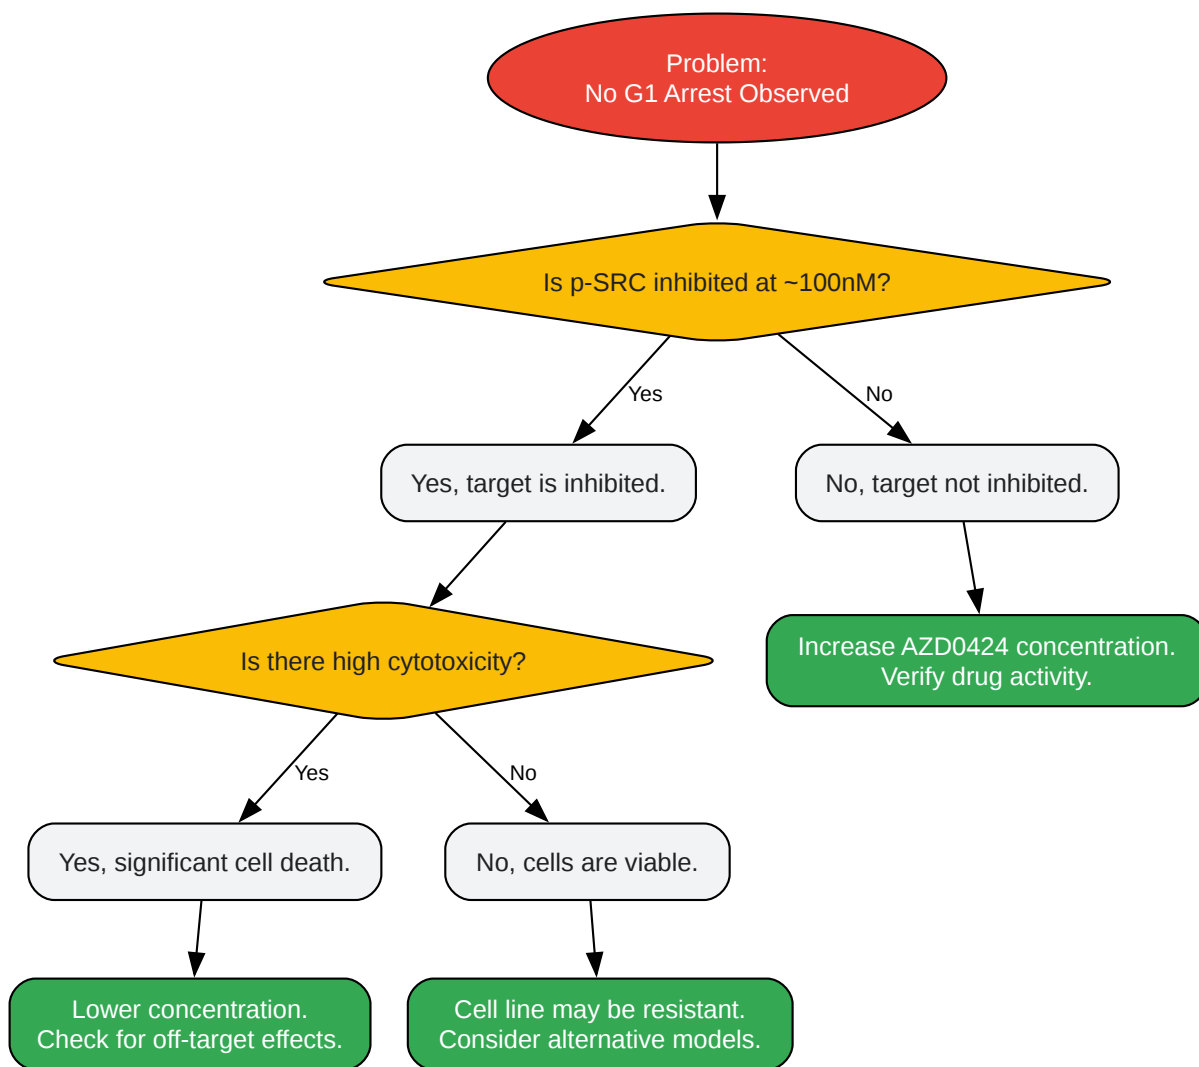 Problem:
No G1 Arrest Observed
Is p-SRC inhibited at ~100nM?
Yes
No
Yes, target is inhibited.
No, target not inhibited.
Increase AZD0424 concentration.
Verify drug activity.
Is there high cytotoxicity?
Yes
No
Yes, significant cell death.
No, cells are viable.
Lower concentration.
Check for off-target effects.
Cell line may be resistant.
Consider alternative models.